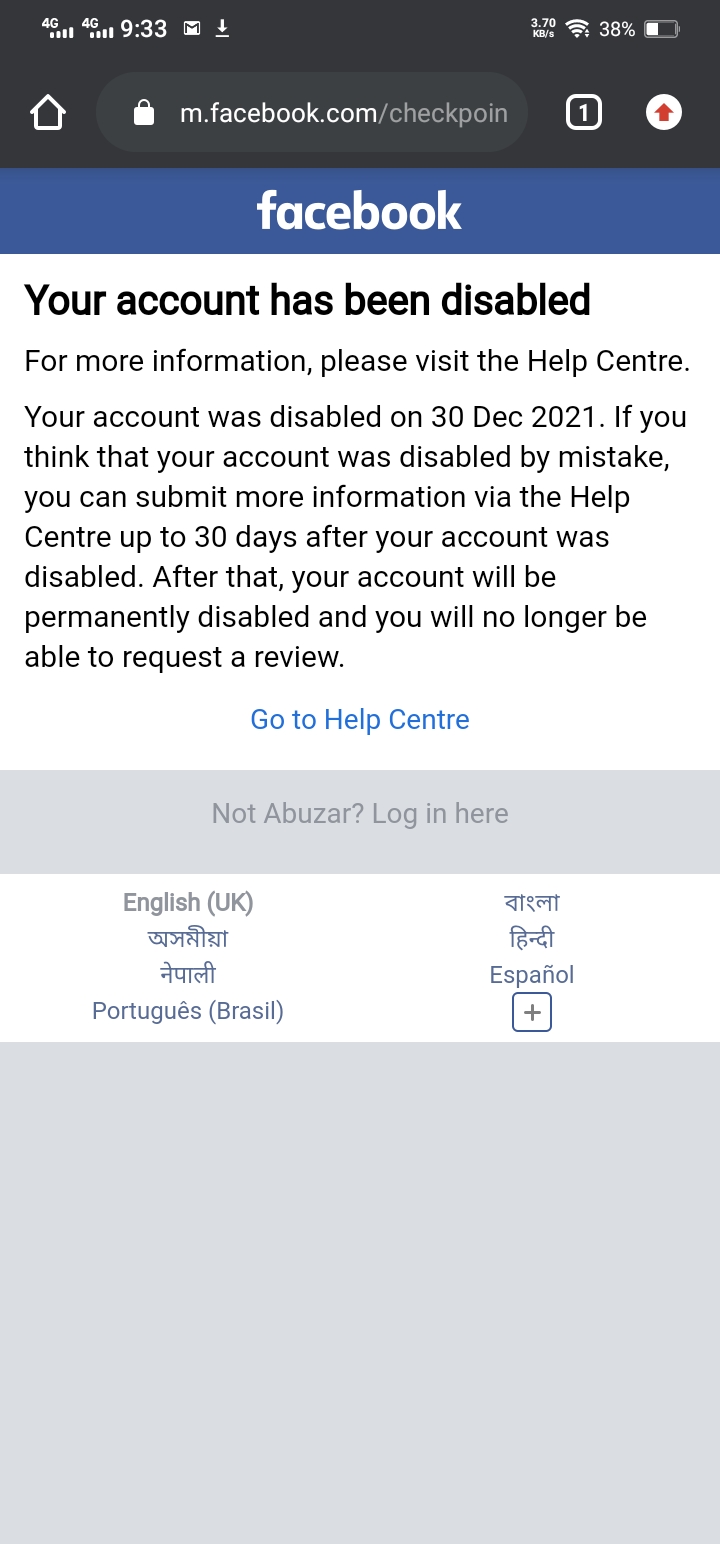 4G 4G 9:33 3.70 KB/s 38%
m.facebook.com/checkpoin 1
facebook
Your account has been disabled
For more information, please visit the Help Centre.
Your account was disabled on 30 Dec 2021. If you
think that your account was disabled by mistake,
you can submit more information via the Help
Centre up to 30 days after your account was
disabled. After that, your account will be
permanently disabled and you will no longer be
able to request a review.
Go to Help Centre
Not Abuzar? Log in here
English (UK) বাংলা
অসমীয়া हिन्दी
नेपाली Español
Português (Brasil) +